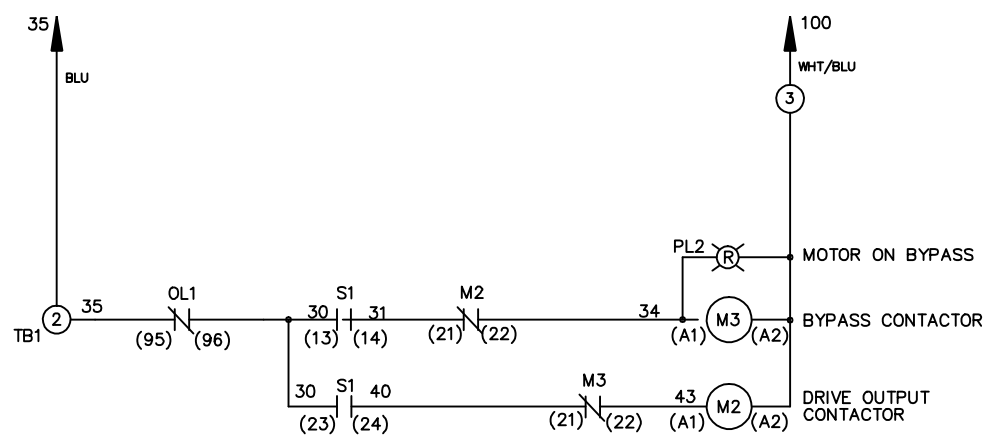 35
100
BLU
WHT/BLU
3
PL2
R
MOTOR ON BYPASS
OL1
S1
M2
2
35
30
31
34
M3
BYPASS CONTACTOR
TB1
(95)
(96)
(13)
(14)
(21)
(22)
(A1)
(A2)
S1
M3
30
40
43
M2
DRIVE OUTPUT
CONTACTOR
(23)
(24)
(21)
(22)
(A1)
(A2)